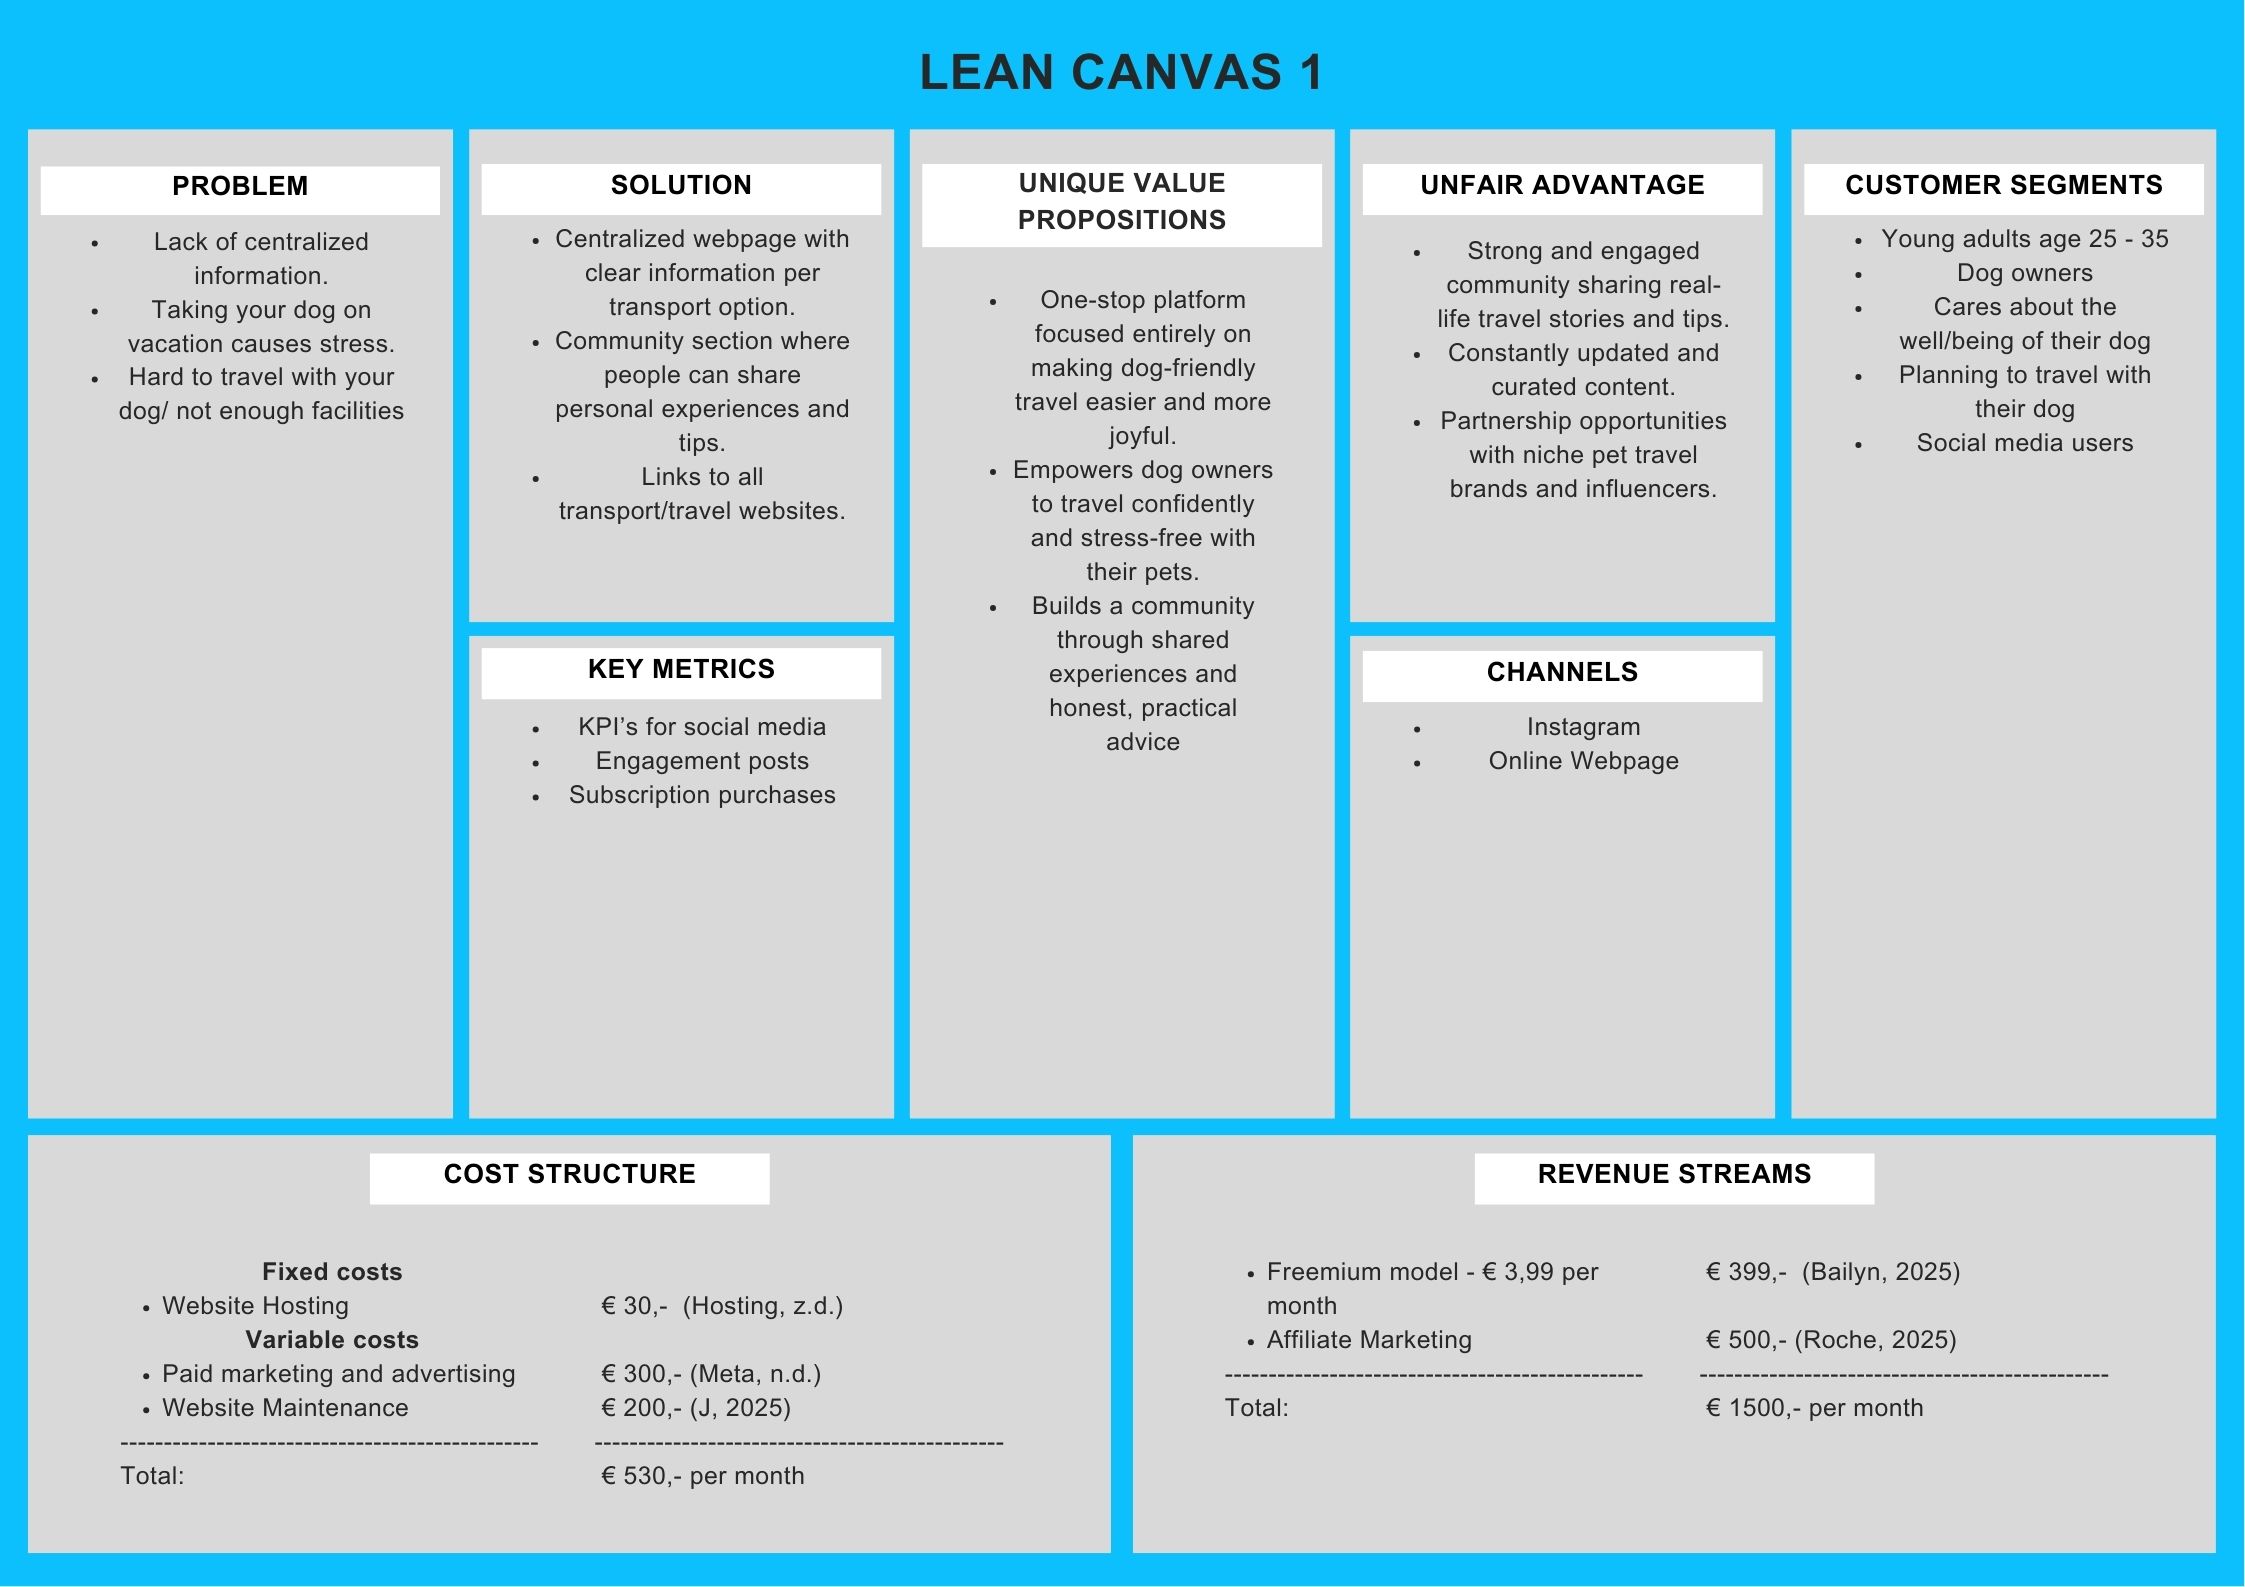 LEAN CANVAS 1
PROBLEM
• Lack of centralized
information.
• Taking your dog on
vacation causes stress.
• Hard to travel with your
dog/ not enough facilities
SOLUTION
• Centralized webpage with
clear information per
transport option.
• Community section where
people can share
personal experiences and
tips.
• Links to all
transport/travel websites.
KEY METRICS
• KPI’s for social media
• Engagement posts
• Subscription purchases
UNIQUE VALUE
PROPOSITIONS
• One-stop platform
focused entirely on
making dog-friendly
travel easier and more
joyful.
• Empowers dog owners
to travel confidently
and stress-free with
their pets.
• Builds a community
through shared
experiences and
honest, practical
advice
UNFAIR ADVANTAGE
• Strong and engaged
community sharing real-
life travel stories and tips.
• Constantly updated and
curated content.
• Partnership opportunities
with niche pet travel
brands and influencers.
CHANNELS
• Instagram
• Online Webpage
CUSTOMER SEGMENTS
• Young adults age 25 - 35
• Dog owners
• Cares about the
well/being of their dog
• Planning to travel with
their dog
• Social media users
COST STRUCTURE
Fixed costs
• Website Hosting € 30,- (Hosting, z.d.)
Variable costs
• Paid marketing and advertising € 300,- (Meta, n.d.)
• Website Maintenance € 200,- (J, 2025)
------------------------------------------------ -----------------------------------------------
Total: € 530,- per month
REVENUE STREAMS
• Freemium model - € 3,99 per € 399,- (Bailyn, 2025)
month
• Affiliate Marketing € 500,- (Roche, 2025)
------------------------------------------------ -----------------------------------------------
Total: € 1500,- per month